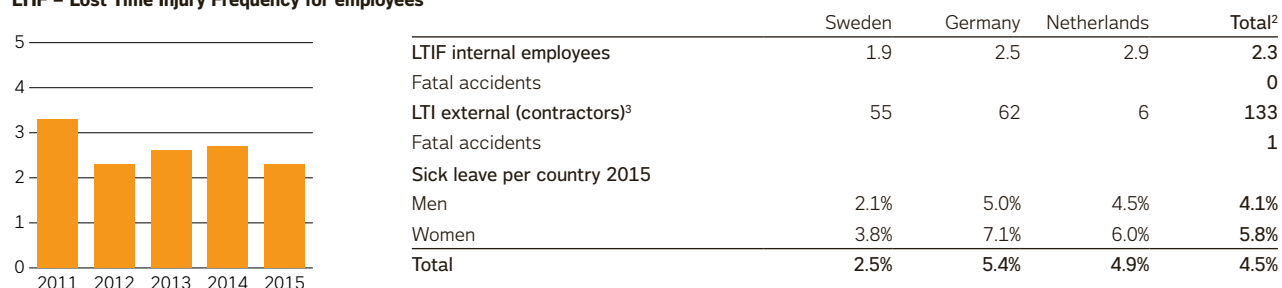 LTIF – Lost Time Injury Frequency for employees
5
4
3
2
1
0
2011 2012 2013 2014 2015
Sweden Germany Netherlands Total²
LTIF internal employees 1.9 2.5 2.9 2.3
Fatal accidents 0
LTI external (contractors)³ 55 62 6 133
Fatal accidents 1
Sick leave per country 2015
Men 2.1% 5.0% 4.5% 4.1%
Women 3.8% 7.1% 6.0% 5.8%
Total 2.5% 5.4% 4.9% 4.5%